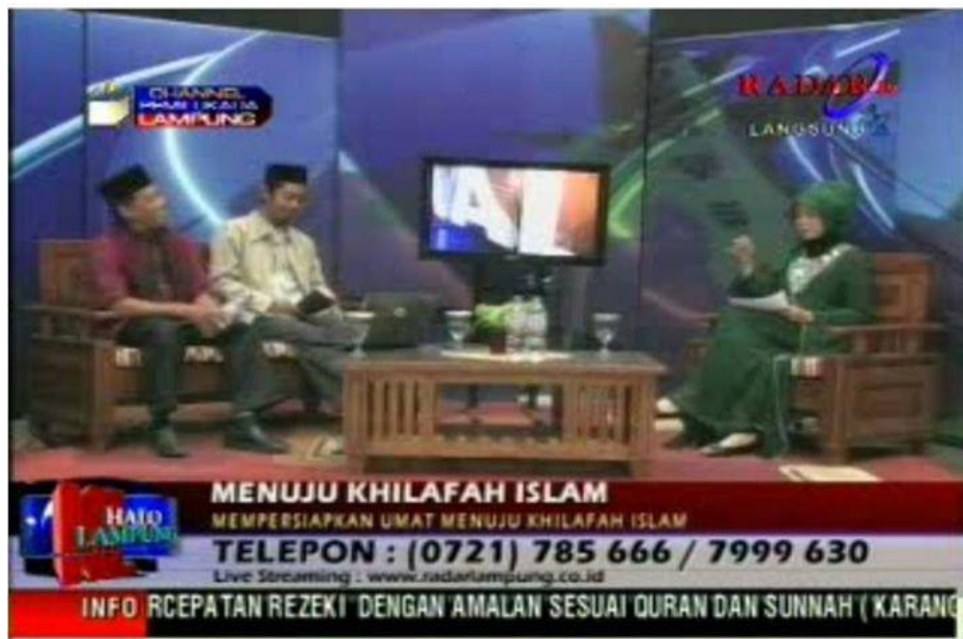 CHANNEL
PEMILUKADA
LAMPUNG
RADAR
LANGSUNG
MENUJU KHILAFAH ISLAM
HALO
LAMPUNG
MEMPERSIAPKAN UMAT MENUJU KHILAFAH ISLAM
TELEPON : (0721) 785 666 / 7999 630
Live Streaming : www.radarlampung.co.id
INFO RCEPATAN REZEKI DENGAN AMALAN SESUAI QURAN DAN SUNNAH ( KARANG